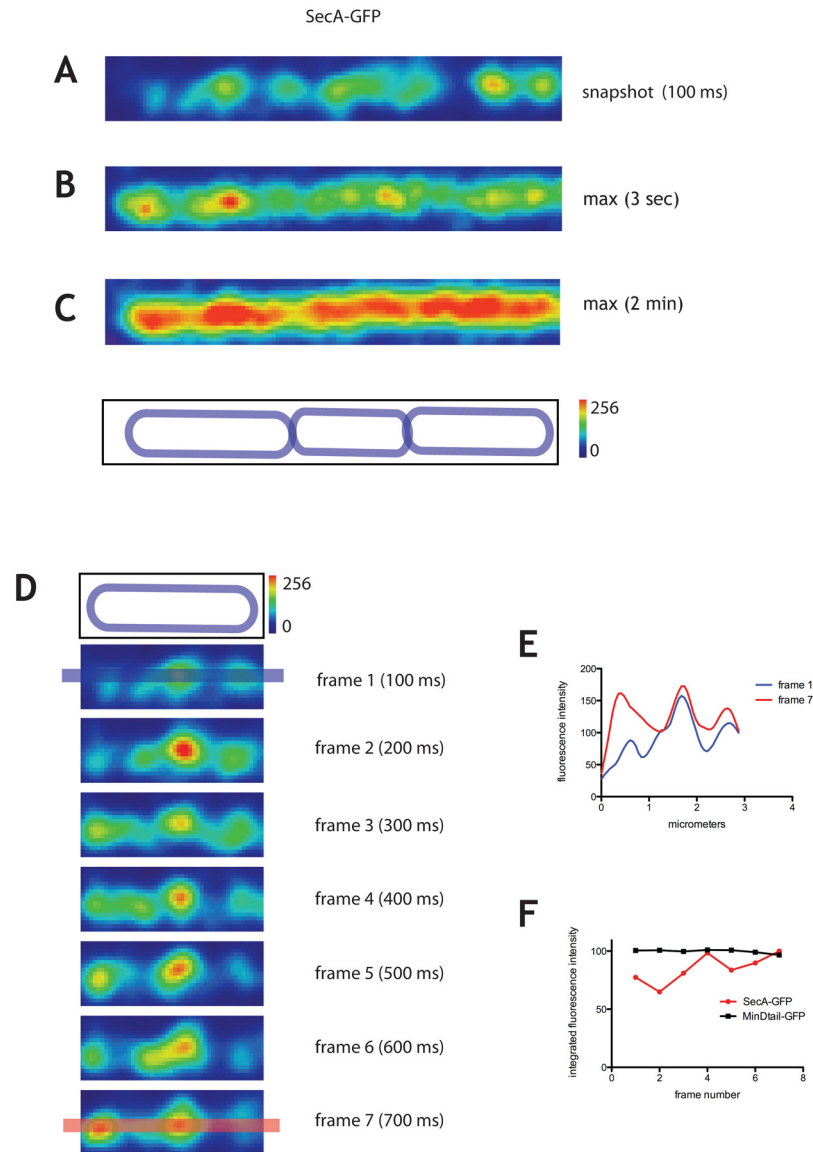 SecA-GFP
A
snapshot (100 ms)
B
max (3 sec)
C
max (2 min)
256
0
D
256
0
frame 1 (100 ms)
frame 2 (200 ms)
frame 3 (300 ms)
frame 4 (400 ms)
frame 5 (500 ms)
frame 6 (600 ms)
frame 7 (700 ms)
E
fluorescence intensity
200
150
100
50
0
0 1 2 3 4
micrometers
frame 1
frame 7
F
integrated fluorescence intensity
100
50
0
0 2 4 6 8
frame number
SecA-GFP
MinDtail-GFP